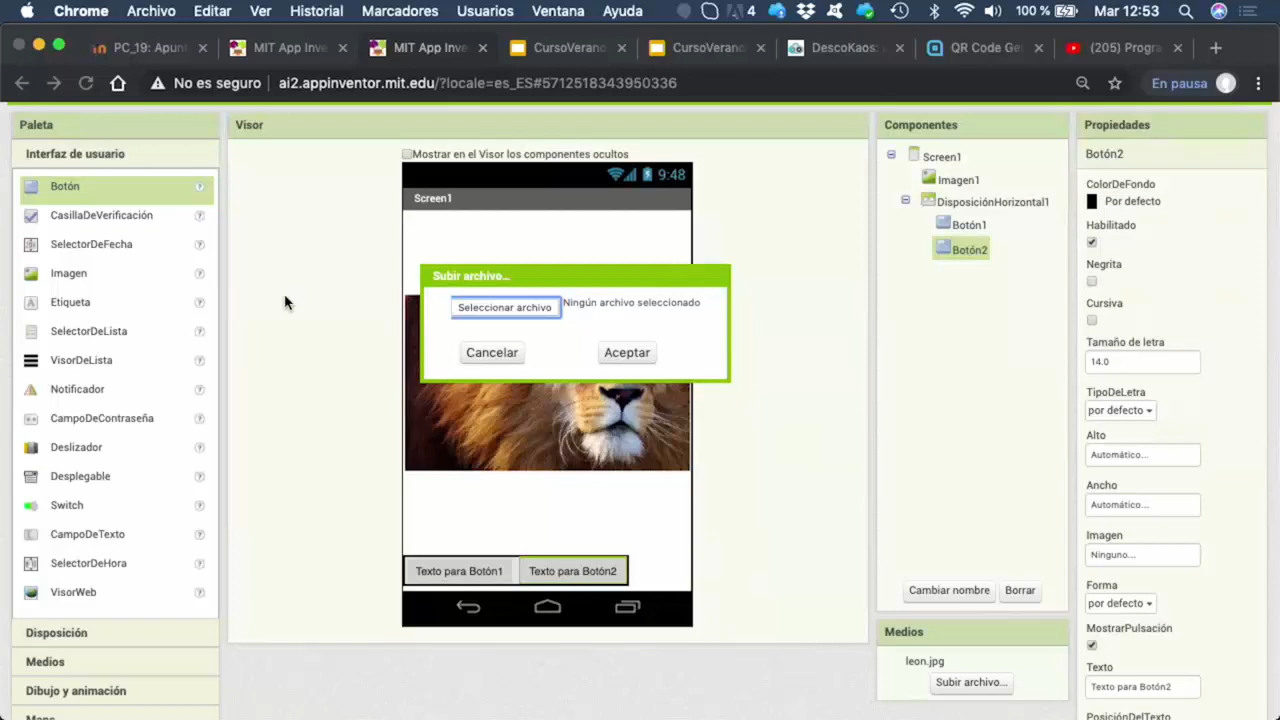 Chrome Archivo Editar Ver Historial Marcadores Usuarios Ventana Ayuda 4 100 % Mar 12:53
PC_19: Apun MIT App Inve MIT App Inve CursoVerano CursoVerano DescoKaos: QR Code Ge (205) Progra
No es seguro ai2.appinventor.mit.edu/?locale=es_ES#5712518343950336 En pausa
Paleta
Interfaz de usuario
Botón
CasillaDeVerificación
SelectorDeFecha
Imagen
Etiqueta
SelectorDeLista
VisorDeLista
Notificador
CampoDeContraseña
Deslizador
Desplegable
Switch
CampoDeTexto
SelectorDeHora
VisorWeb
Disposición
Medios
Dibujo y animación
Maps
Visor
Mostrar en el Visor los componentes ocultos
9:48
Screen1
Subir archivo...
Seleccionar archivo Ningún archivo seleccionado
Cancelar Aceptar
Texto para Botón1 Texto para Botón2
Componentes
Screen1
Imagen1
DisposiciónHorizontal1
Botón1
Botón2
Cambiar nombre Borrar
Medios
leon.jpg
Subir archivo...
Propiedades
Botón2
ColorDeFondo
Por defecto
Habilitado
Negrita
Cursiva
Tamaño de letra
14.0
TipoDeLetra
por defecto
Alto
Automático...
Ancho
Automático...
Imagen
Ninguno...
Forma
por defecto
MostrarPulsación
Texto
Texto para Botón2
PosiciónDelTexto